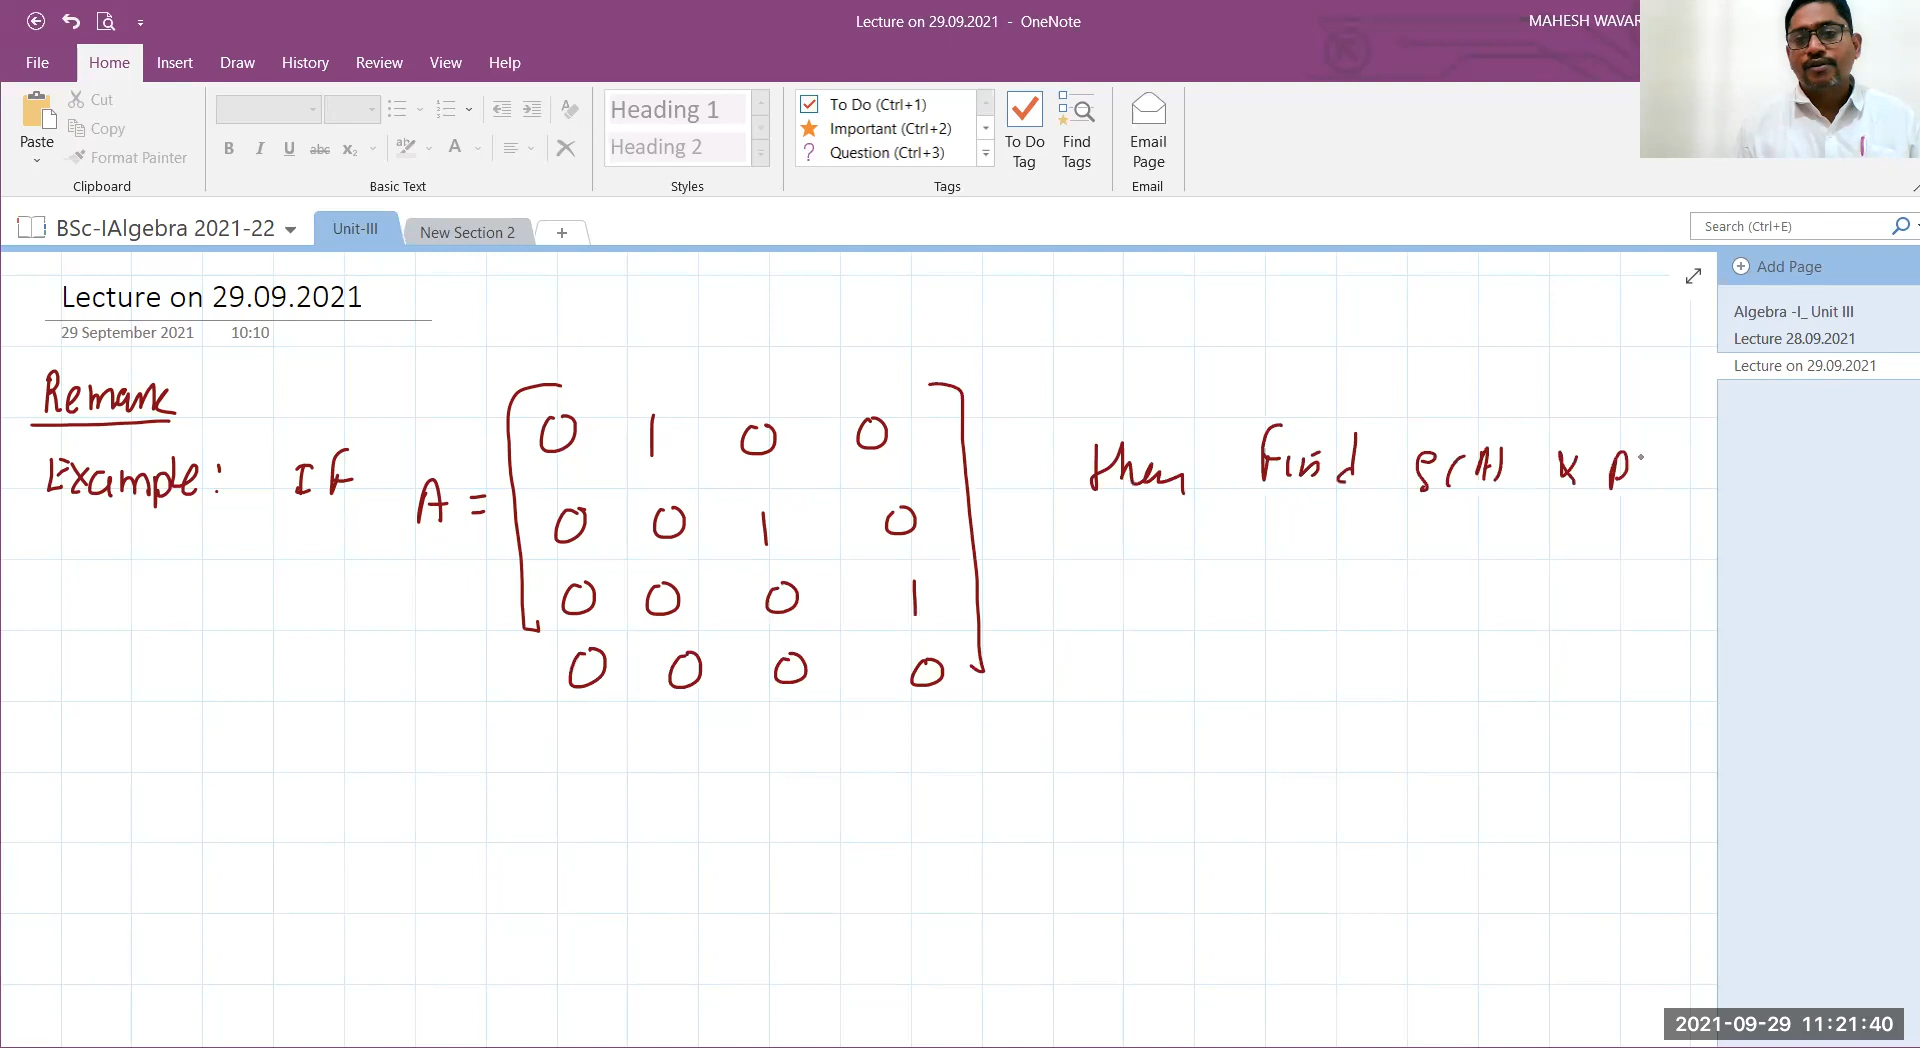 Lecture on 29.09.2021 - OneNote
MAHESH WAVAR
File Home Insert Draw History Review View Help
Paste
Cut
Copy
Format Painter
Clipboard
B I U abc x₂ aby A
Basic Text
Heading 1
Heading 2
Styles
To Do (Ctrl+1)
Important (Ctrl+2)
? Question (Ctrl+3)
To Do Tag
Find Tags
Tags
Email Page
Email
BSc-IAlgebra 2021-22
Unit-III
New Section 2
+
Search (Ctrl+E)
Add Page
Algebra -I_ Unit III
Lecture 28.09.2021
Lecture on 29.09.2021
Lecture on 29.09.2021
29 September 2021 10:10
Remark
Example: If A = then find ρ(A) & P
0 1 0 0
0 0 1 0
0 0 0 1
0 0 0 0
2021-09-29 11:21:40